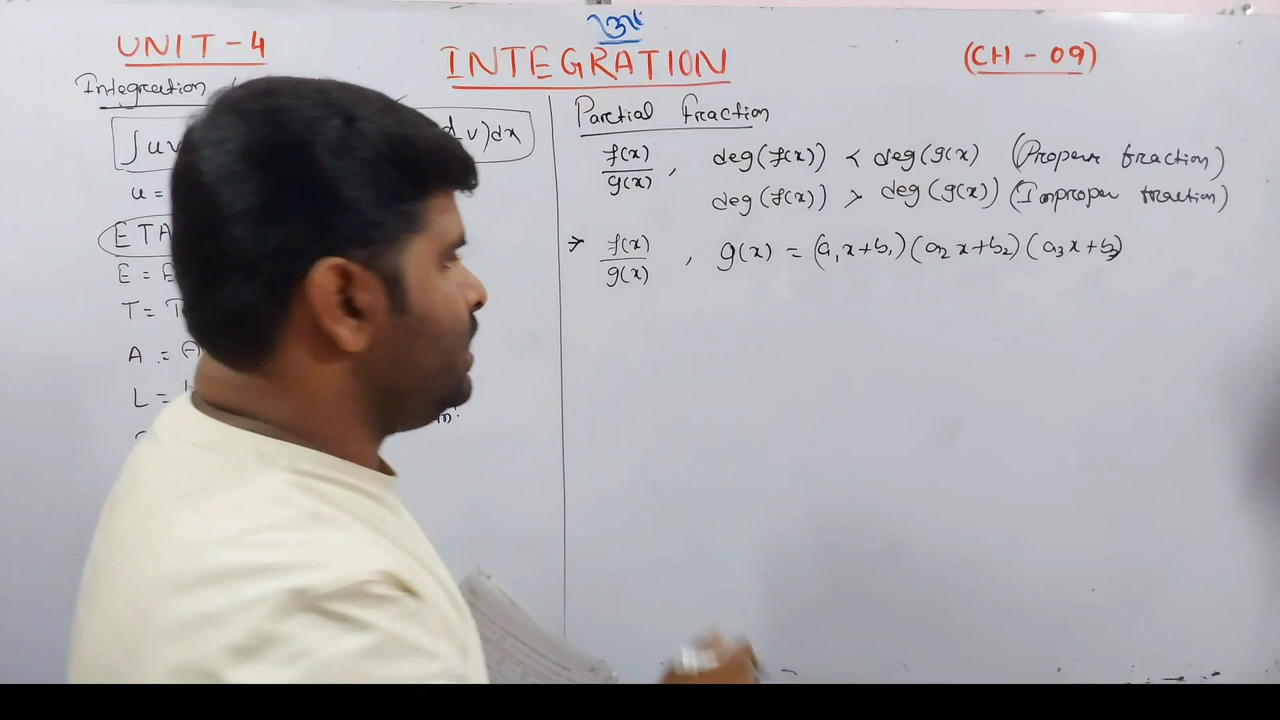 ॐ
UNIT-4
INTEGRATION
(CH-09)
Integration
∫uv
v)dx
u =
ETA
E = E
T = T
A = A
L = L
Partial fraction
f(x)/g(x) , deg(f(x)) < deg(g(x) (Proper fraction)
deg(f(x)) > deg(g(x)) (Improper fraction)
→ f(x)/g(x) , g(x) = (a₁x+b₁)(a₂x+b₂)(a₃x+b₃)